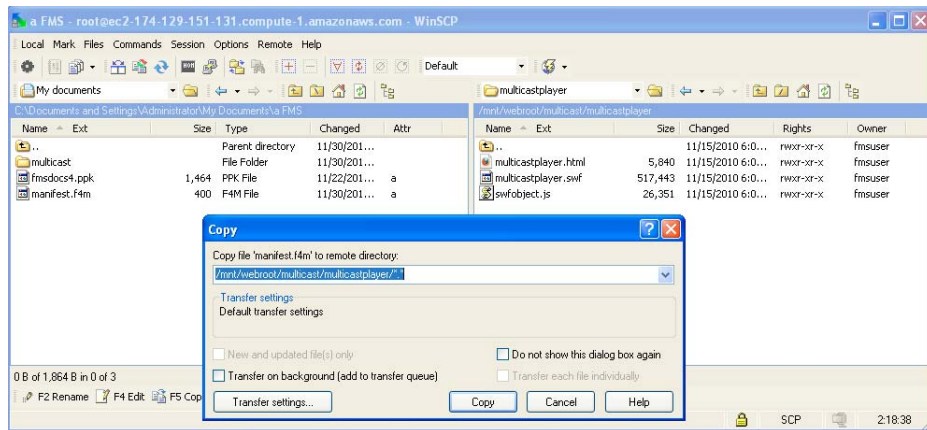 a FMS - root@ec2-174-129-151-131.compute-1.amazonaws.com - WinSCP
Local Mark Files Commands Session Options Remote Help
Default
My documents
multicastplayer
C:\Documents and Settings\Administrator\My Documents\a FMS
/mnt/webroot/multicast/multicastplayer
Name Ext Size Type Changed Attr
Name Ext Size Changed Rights Owner
.. Parent directory 11/30/201...
.. 11/15/2010 6:0... rwxr-xr-x fmsuser
multicast File Folder 11/30/201...
multicastplayer.html 5,840 11/15/2010 6:0... rwxr-xr-x fmsuser
fmsdocs4.ppk 1,464 PPK File 11/22/201... a
multicastplayer.swf 517,443 11/15/2010 6:0... rwxr-xr-x fmsuser
manifest.f4m 400 F4M File 11/30/201... a
swfobject.js 26,351 11/15/2010 6:0... rwxr-xr-x fmsuser
Copy
Copy file 'manifest.f4m' to remote directory:
/mnt/webroot/multicast/multicastplayer/*.*
Transfer settings
Default transfer settings
New and updated file(s) only
Do not show this dialog box again
Transfer on background (add to transfer queue)
Transfer each file individually
Transfer settings... Copy Cancel Help
0 B of 1,864 B in 0 of 3
F2 Rename F4 Edit F5 Cop
SCP 2:18:38